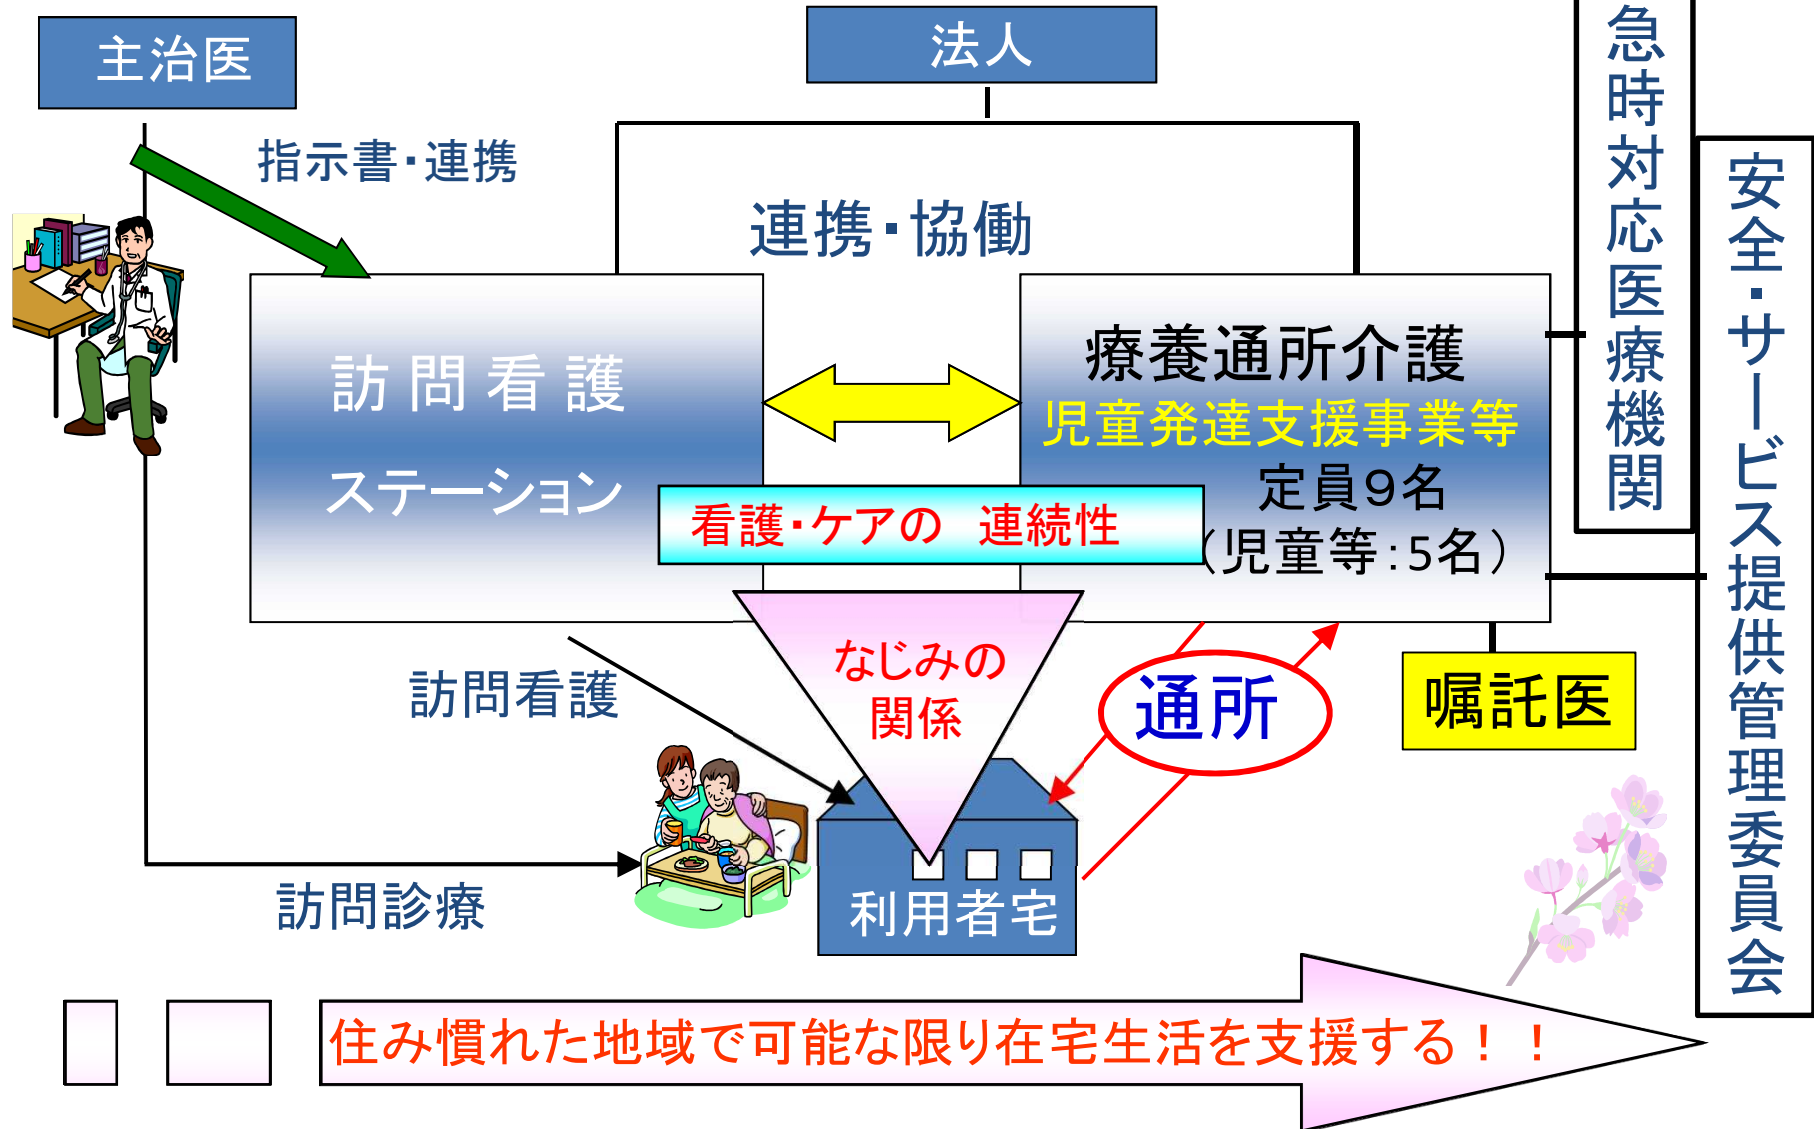 主治医
法人
指示書・連携
連携・協働
訪問看護
ステーション
療養通所介護
児童発達支援事業等
定員９名
（児童等：5名）
看護・ケアの　連続性
なじみの
関係
訪問看護
通所
嘱託医
訪問診療
利用者宅
急時対応医療機関
安全・サービス提供管理委員会
住み慣れた地域で可能な限り在宅生活を支援する！！